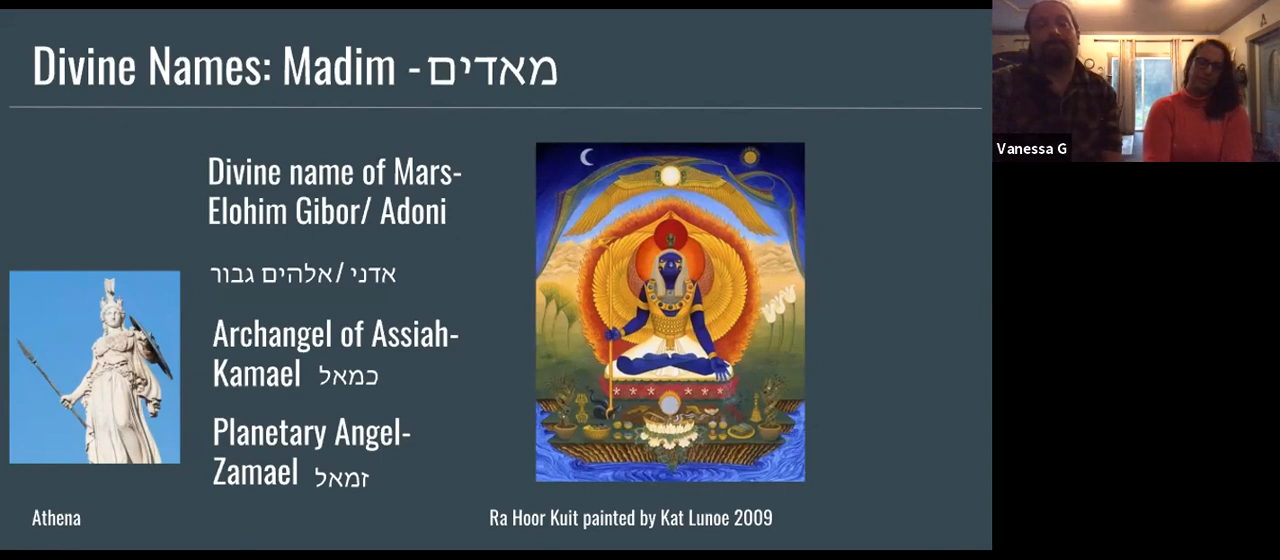 Divine Names: Madim - מאדים
Divine name of Mars-
Elohim Gibor/ Adoni
אדני /אלהים גבור
Archangel of Assiah-
Kamael כמאל
Planetary Angel-
Zamael זמאל
Athena
Ra Hoor Kuit painted by Kat Lunoe 2009
Vanessa G